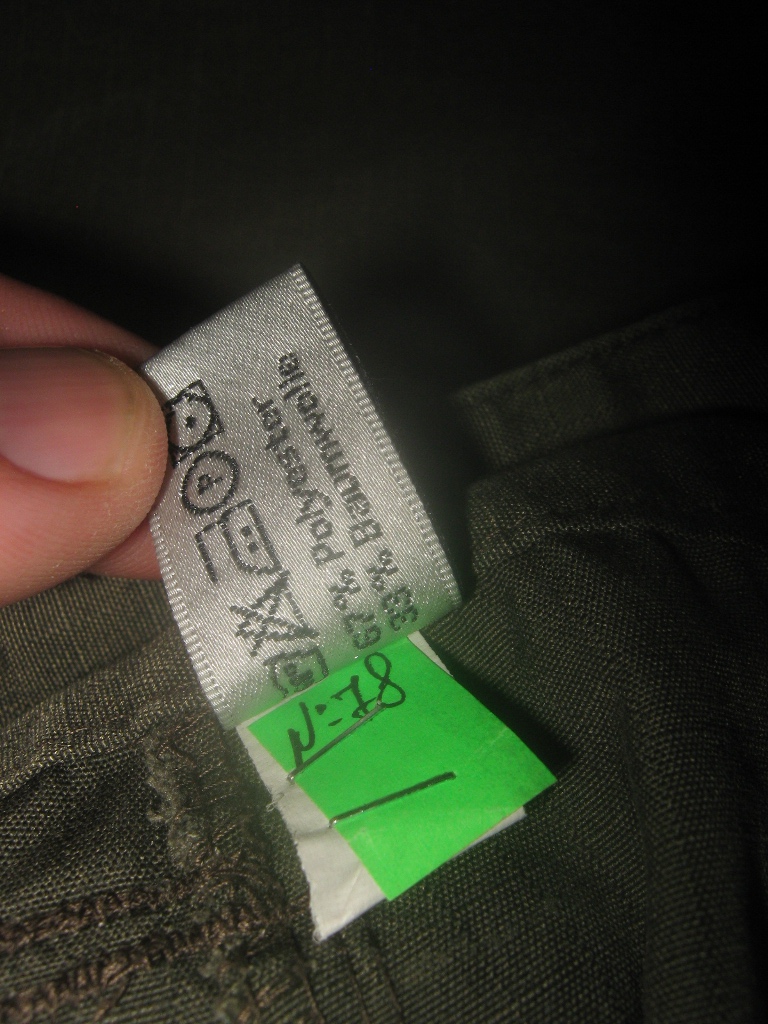 67% Polyester
33% Baumwolle
P